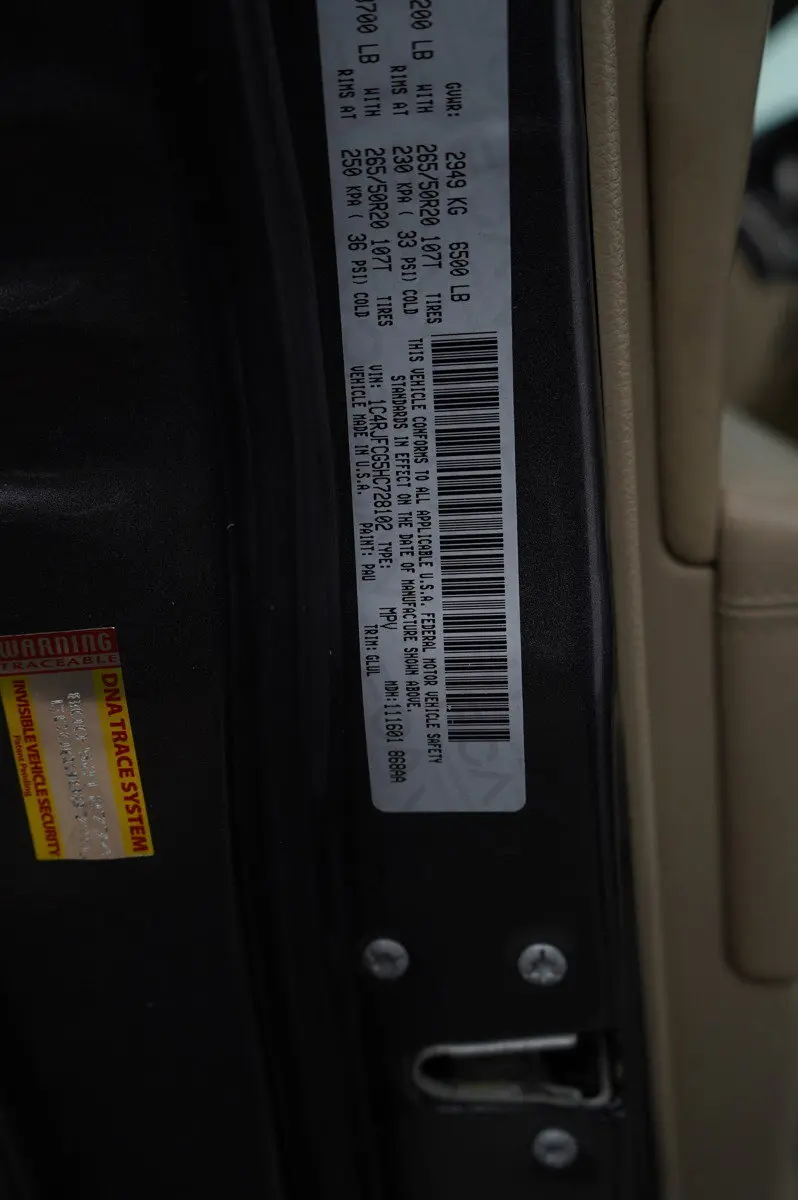 GVWR: 2949 KG 6500 LB
200 LB WITH 265/50R20 107T TIRES
RIMS AT 230 KPA ( 33 PSI) COLD
700 LB WITH 265/50R20 107T TIRES
RIMS AT 250 KPA ( 36 PSI) COLD
THIS VEHICLE CONFORMS TO ALL APPLICABLE U.S.A. FEDERAL MOTOR VEHICLE SAFETY
STANDARDS IN EFFECT ON THE DATE OF MANUFACTURE SHOWN ABOVE.
VIN: 1C4RJFCG5HC728102 TYPE: MPV MDH:111601 868AA
VEHICLE MADE IN U.S.A. PAINT: PAU TRIM: GLUL
WARNING
TRACEABLE
DNA TRACE SYSTEM
INVISIBLE VEHICLE SECURITY
Patent Pending